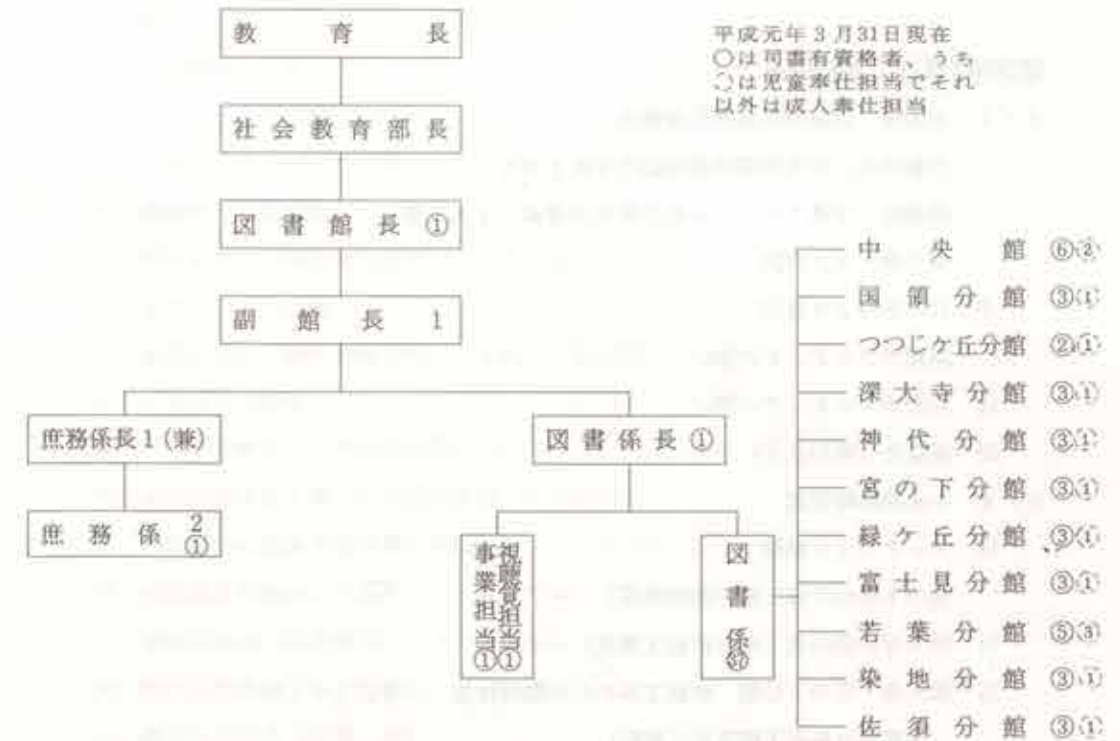 平成元年3月31日現在
○は司書有資格者、うち
◌は児童奉仕担当でそれ
以外は成人奉仕担当
教育長
社会教育部長
図書館長 ①
副館長 1
庶務係長1(兼)
庶務係 2 ①
図書係長 ①
視聴覚担当①
事業担当①
図書係
中央館 ⑥②
国領分館 ③①
つつじケ丘分館 ②①
深大寺分館 ③①
神代分館 ③①
宮の下分館 ③①
緑ケ丘分館 ③①
富士見分館 ③①
若葉分館 ⑤③
染地分館 ③①
佐須分館 ③①